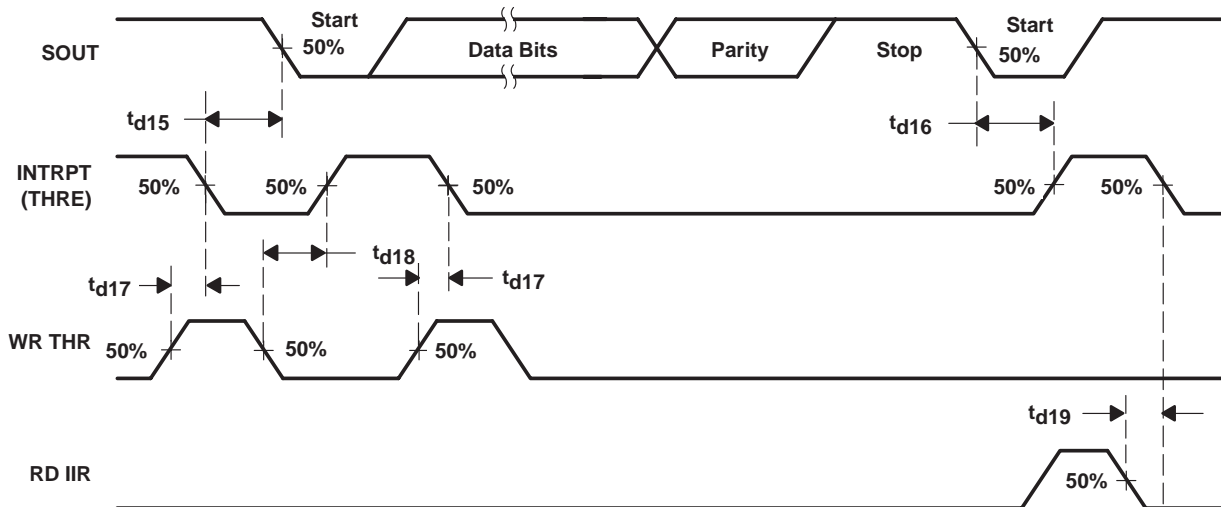 Start
SOUT
50%
Data Bits
Parity
Stop
Start
50%
td15
td16
INTRPT
(THRE)
50%
50%
50%
50%
50%
td17
td18
td17
WR THR
50%
50%
50%
td19
RD IIR
50%